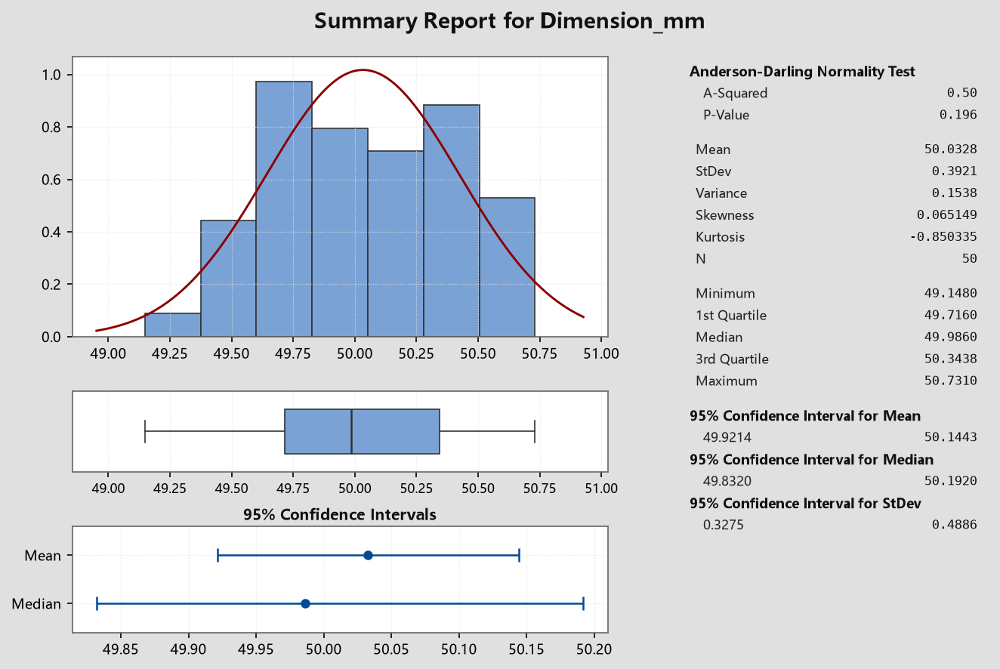 Summary Report for Dimension_mm
1.0
0.8
0.6
0.4
0.2
0.0
49.00 49.25 49.50 49.75 50.00 50.25 50.50 50.75 51.00
49.00 49.25 49.50 49.75 50.00 50.25 50.50 50.75 51.00
95% Confidence Intervals
Mean
Median
49.85 49.90 49.95 50.00 50.05 50.10 50.15 50.20
Anderson-Darling Normality Test
A-Squared 0.50
P-Value 0.196
Mean 50.0328
StDev 0.3921
Variance 0.1538
Skewness 0.065149
Kurtosis -0.850335
N 50
Minimum 49.1480
1st Quartile 49.7160
Median 49.9860
3rd Quartile 50.3438
Maximum 50.7310
95% Confidence Interval for Mean
49.9214 50.1443
95% Confidence Interval for Median
49.8320 50.1920
95% Confidence Interval for StDev
0.3275 0.4886